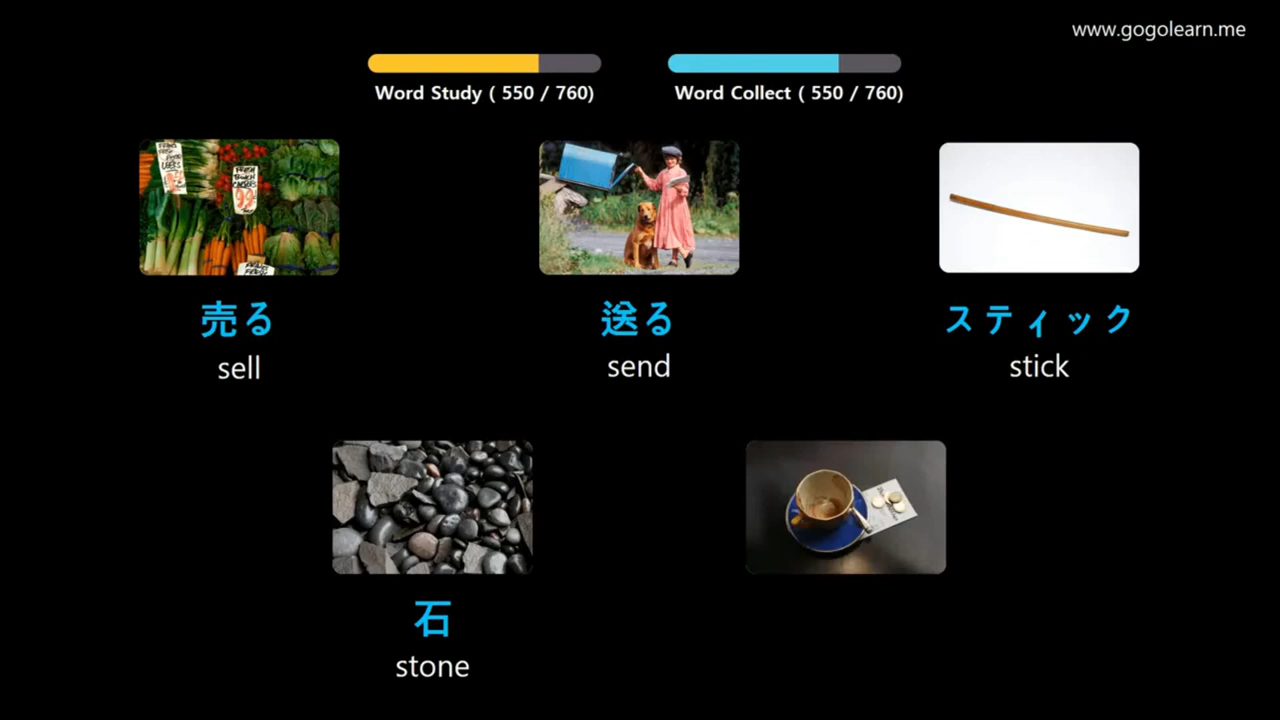 www.gogolearn.me
Word Study ( 550 / 760)
Word Collect ( 550 / 760)
売る
sell
送る
send
スティック
stick
石
stone